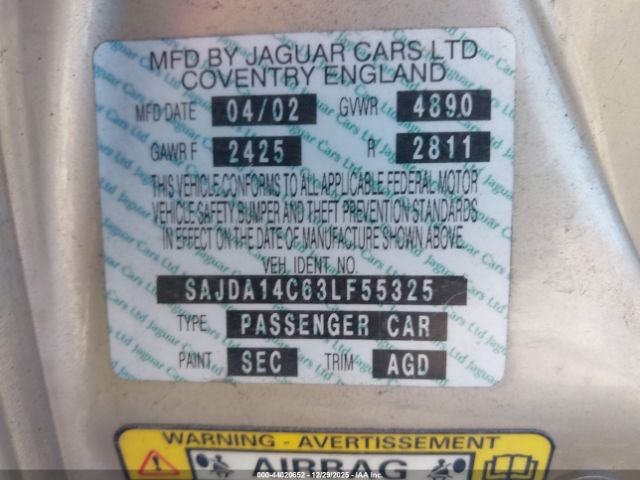 MFD BY JAGUAR CARS LTD
COVENTRY ENGLAND
MFD DATE 04/02 GVWR 4890
GAWR F 2425 R 2811
THIS VEHICLE CONFORMS TO ALL APPLICABLE FEDERAL MOTOR
VEHICLE SAFETY BUMPER AND THEFT PREVENTION STANDARDS
IN EFFECT ON THE DATE OF MANUFACTURE SHOWN ABOVE.
VEH. IDENT NO.
SAJDA14C63LF55325
TYPE PASSENGER CAR
PAINT SEC TRIM AGD
WARNING - AVERTISSEMENT
AIRBAG
000-44020652 - 12/29/2025 - IAAI.com